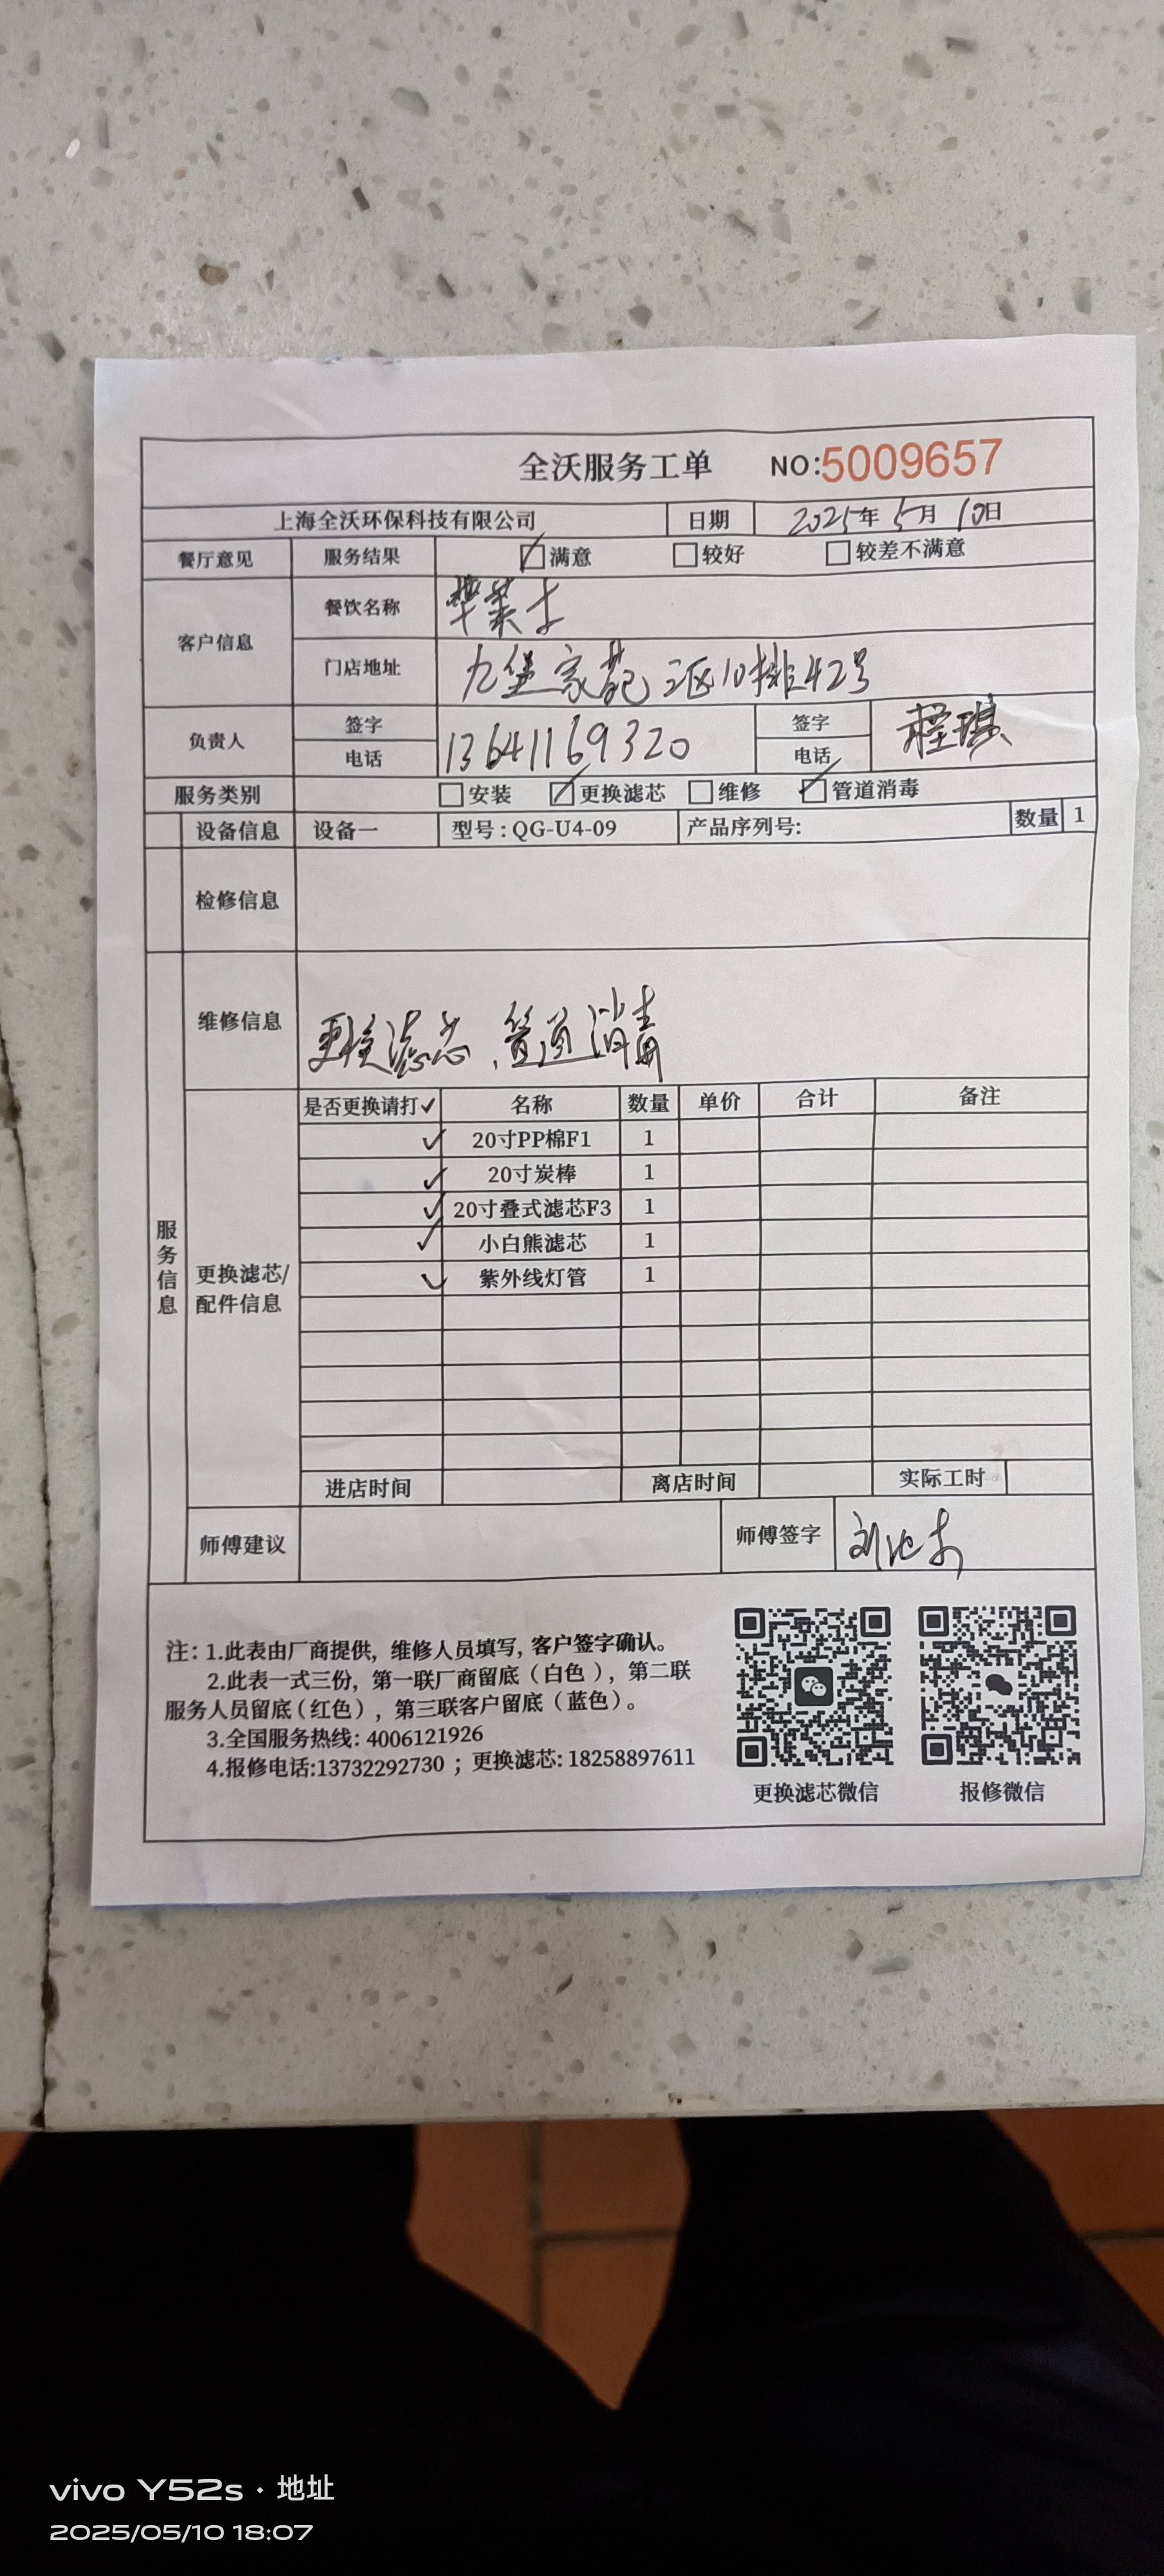 全沃服务工单 NO:5009657
上海全沃环保科技有限公司 日期 2025年5月10日
餐厅意见 服务结果 满意 较好 较差不满意
客户信息 餐饮名称 华莱士
门店地址 九堡家苑三区10排42号
负责人 签字 电话 13641169320 签字 电话 程琪
服务类别 安装 更换滤芯 维修 管道消毒
设备信息 设备一 型号:QG-U4-09 产品序列号: 数量 1
检修信息
服务信息
维修信息 更换滤芯、管道消毒
更换滤芯/配件信息
是否更换请打✓ 名称 数量 单价 合计 备注
✓ 20寸PP棉F1 1
✓ 20寸炭棒 1
✓ 20寸叠式滤芯F3 1
✓ 小白熊滤芯 1
✓ 紫外线灯管 1
进店时间 离店时间 实际工时
师傅建议 师傅签字 刘
注:1.此表由厂商提供,维修人员填写,客户签字确认。
2.此表一式三份,第一联厂商留底(白色),第二联
服务人员留底(红色),第三联客户留底(蓝色)。
3.全国服务热线:4006121926
4.报修电话:13732292730;更换滤芯:18258897611
更换滤芯微信 报修微信
vivo Y52s · 地址
2025/05/10 18:07